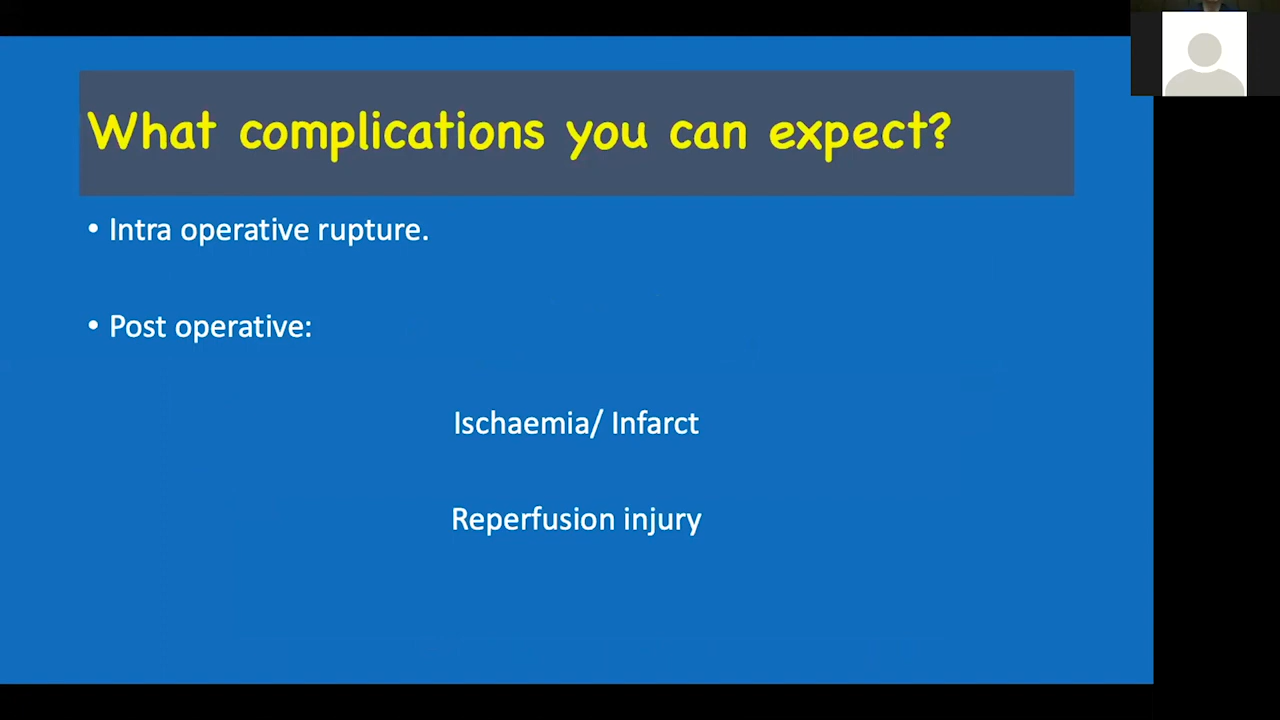 What complications you can expect?
• Intra operative rupture.
• Post operative:
Ischaemia/ Infarct
Reperfusion injury